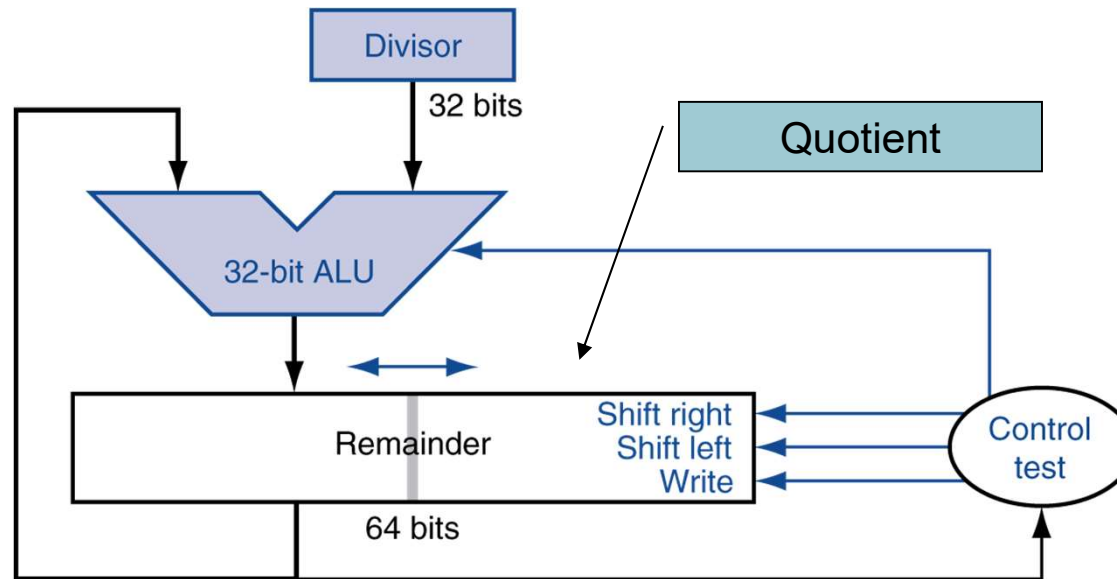 Divisor
32 bits
Quotient
32-bit ALU
Remainder
Shift right
Shift left
Write
Control
test
64 bits